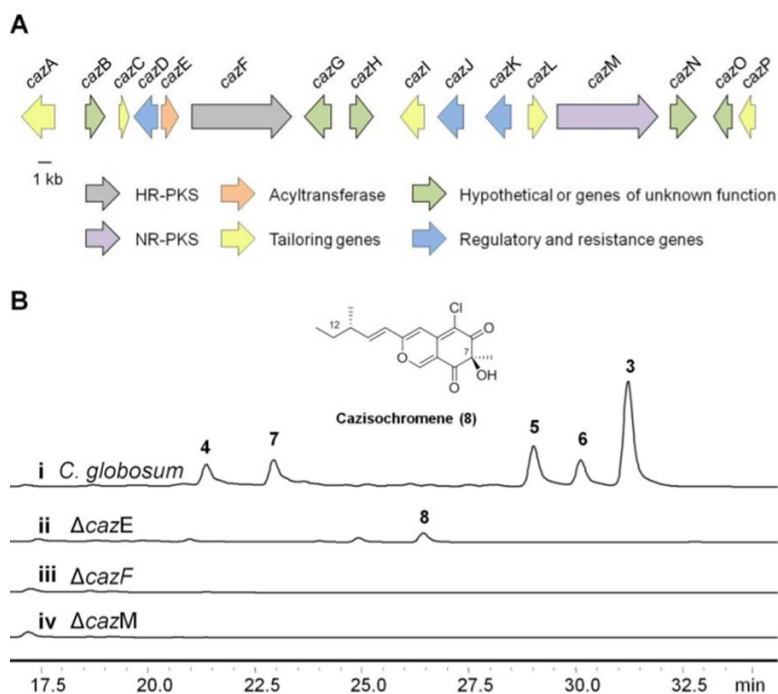 A
cazA cazB cazC cazD cazE cazF cazG cazH cazI cazJ cazK cazL cazM cazN cazO cazP
1 kb
HR-PKS Acyltransferase Hypothetical or genes of unknown function
NR-PKS Tailoring genes Regulatory and resistance genes
B
Cl
12
O
7
O
OH
O
Cazisochromene (8)
3
4 7 5 6
i C. globosum
8
ii ΔcazE
iii ΔcazF
iv ΔcazM
17.5 20.0 22.5 25.0 27.5 30.0 32.5 min